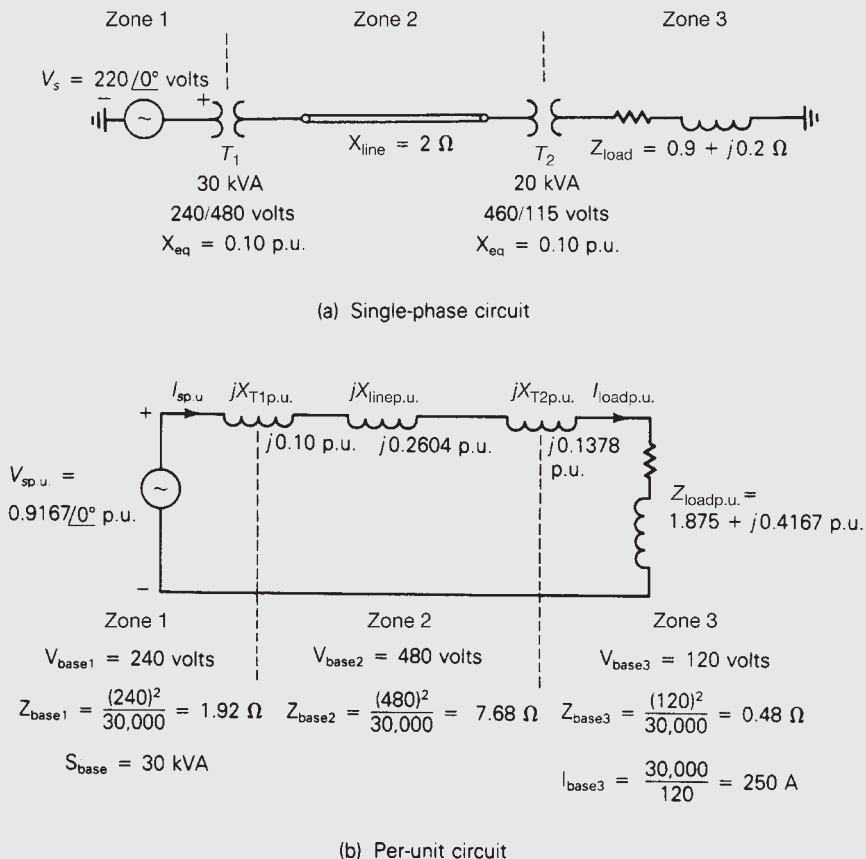 Zone 1 Zone 2 Zone 3
V_s = 220/0° volts
− + 
~
T_1 X_line = 2 Ω T_2 Z_load = 0.9 + j0.2 Ω
30 kVA 20 kVA
240/480 volts 460/115 volts
X_eq = 0.10 p.u. X_eq = 0.10 p.u.
(a) Single-phase circuit
I_sp.u jX_T1p.u. jX_linep.u. jX_T2p.u. I_loadp.u.
+
j0.10 p.u. j0.2604 p.u. j0.1378 p.u.
V_sp.u. = 0.9167/0° p.u.
~
Z_loadp.u. = 1.875 + j0.4167 p.u.
−
Zone 1 Zone 2 Zone 3
V_base1 = 240 volts V_base2 = 480 volts V_base3 = 120 volts
Z_base1 = (240)²/30,000 = 1.92 Ω Z_base2 = (480)²/30,000 = 7.68 Ω Z_base3 = (120)²/30,000 = 0.48 Ω
S_base = 30 kVA I_base3 = 30,000/120 = 250 A
(b) Per-unit circuit